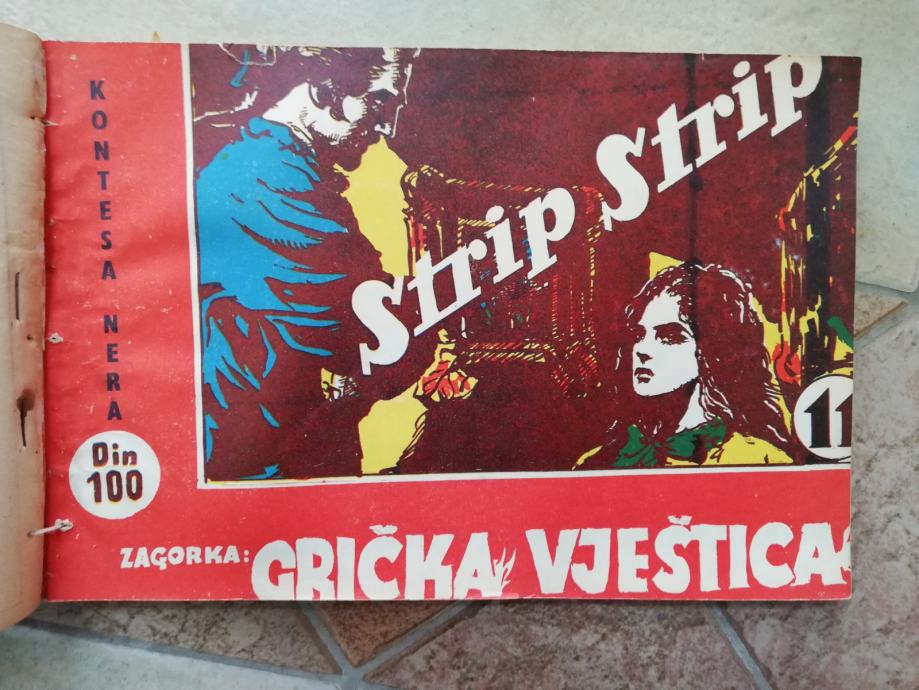 KONTESA NERA
Strip Strip
11
Din
100
ZAGORKA: GRIČKA VJEŠTICA